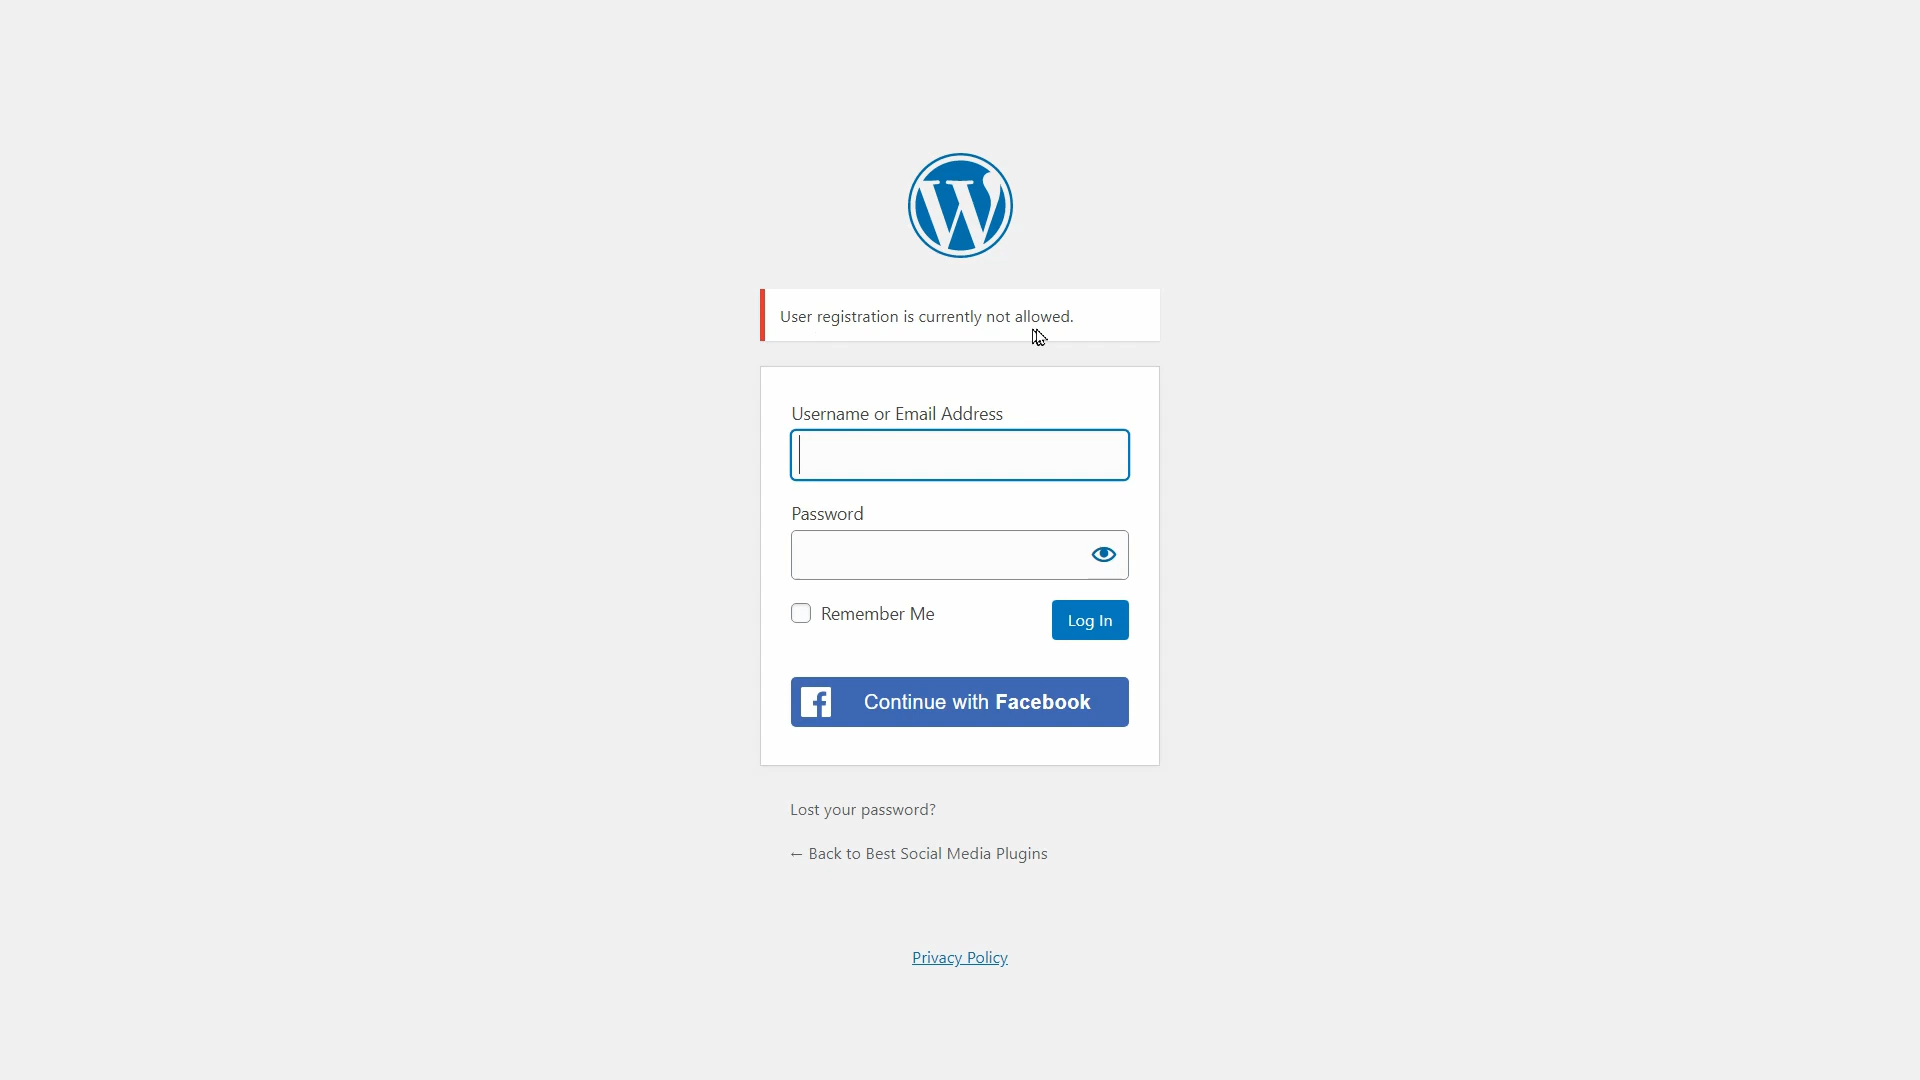 User registration is currently not allowed.
Username or Email Address
Password
Remember Me
Log In
Continue with Facebook
Lost your password?
← Back to Best Social Media Plugins
Privacy Policy